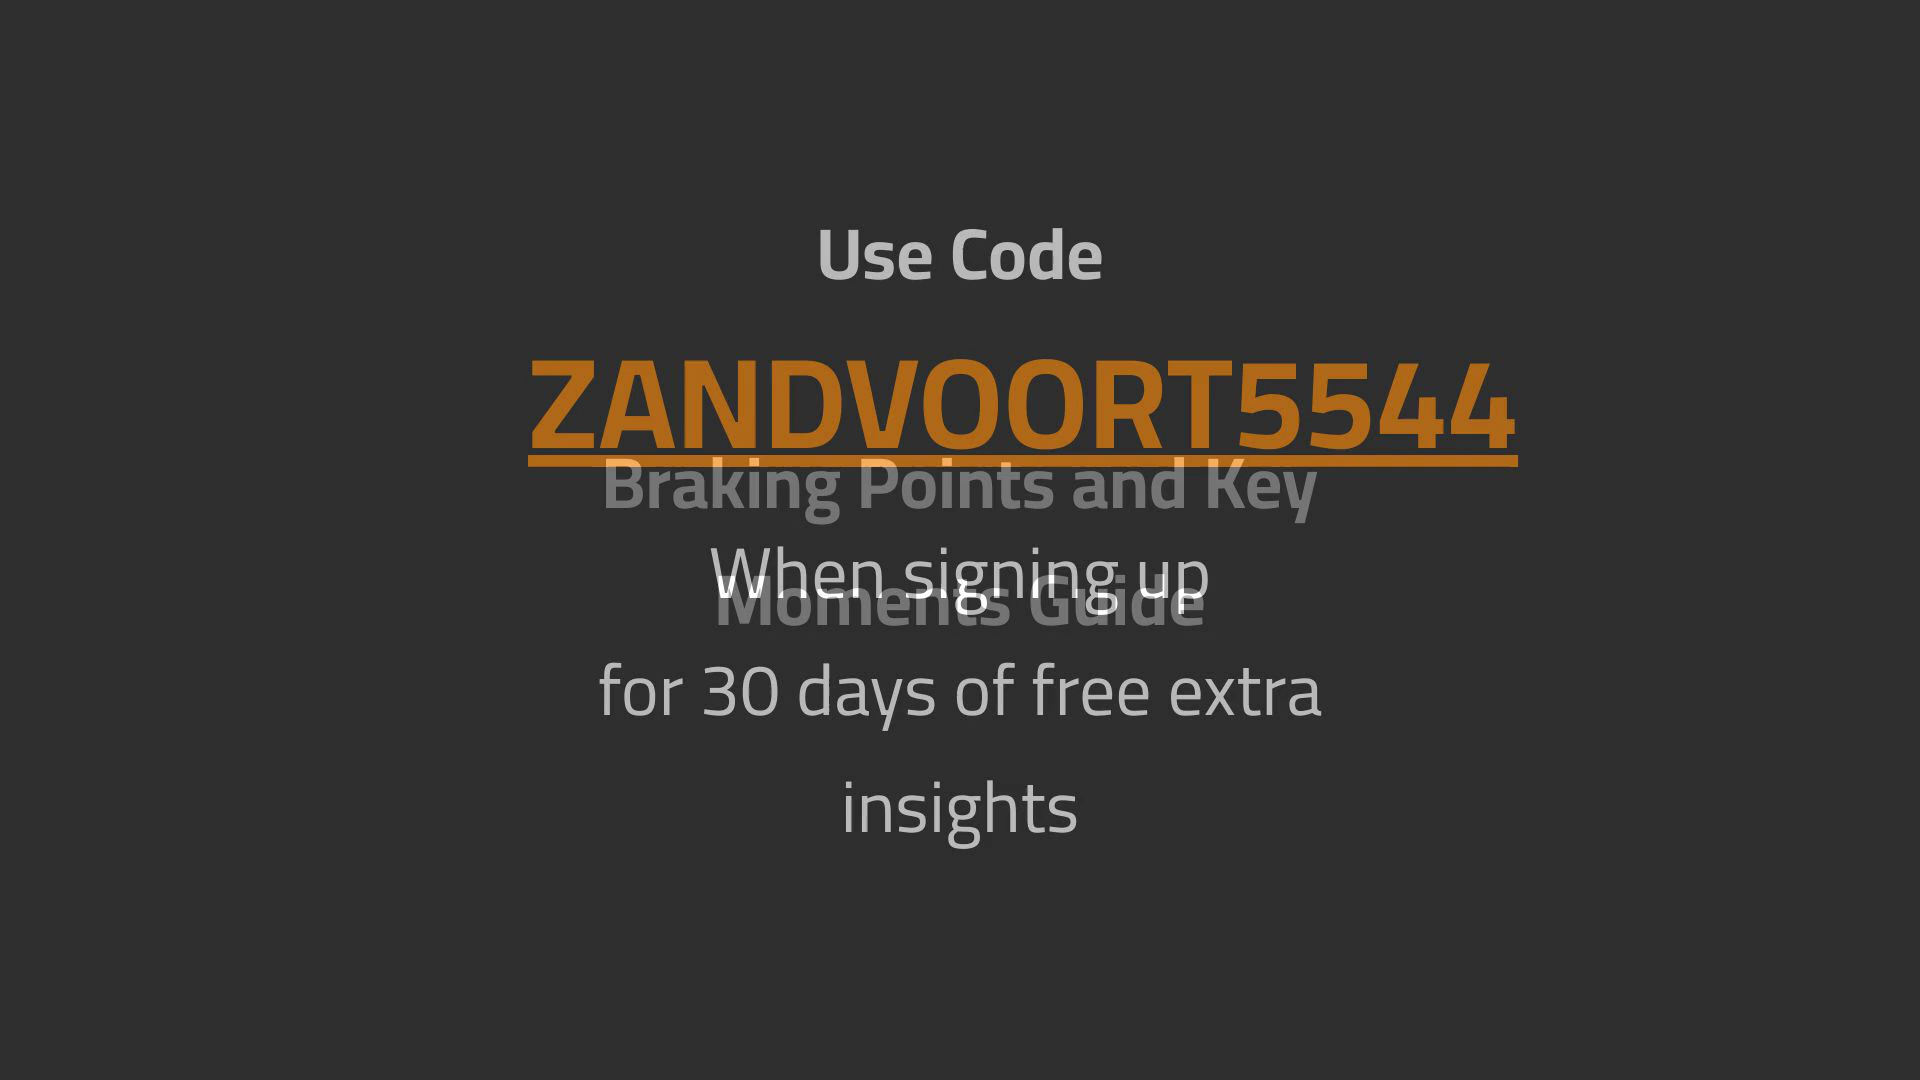 Use Code
ZANDVOORT5544
Braking Points and Key
When signing up
Moments Guide
for 30 days of free extra
insights